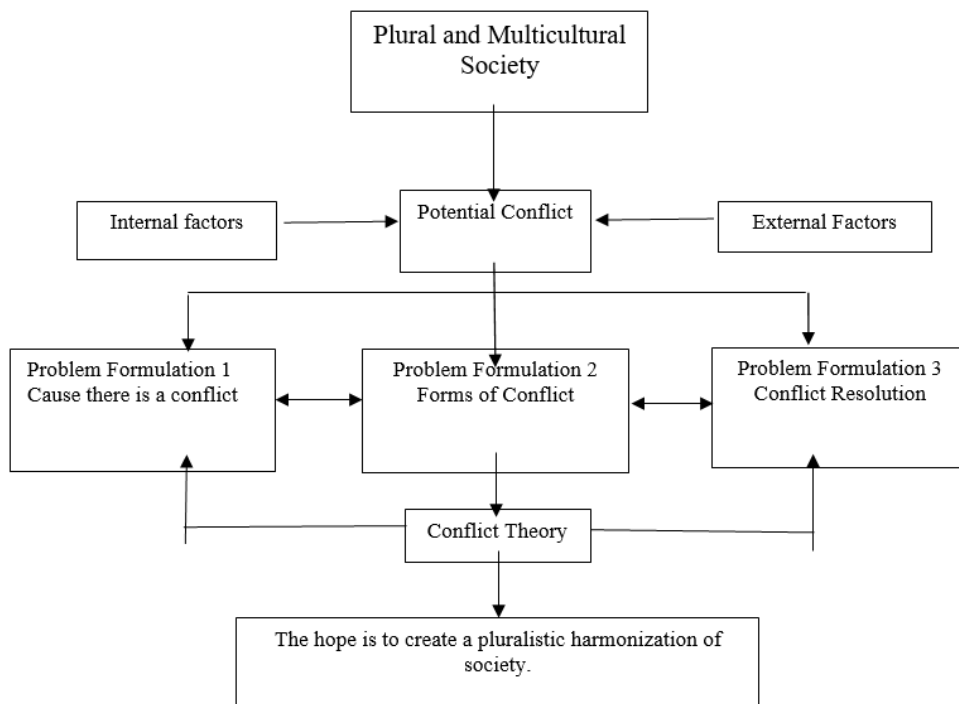 Plural and Multicultural
Society
Internal factors
Potential Conflict
External Factors
Problem Formulation 1
Cause there is a conflict
Problem Formulation 2
Forms of Conflict
Problem Formulation 3
Conflict Resolution
Conflict Theory
The hope is to create a pluralistic harmonization of
society.